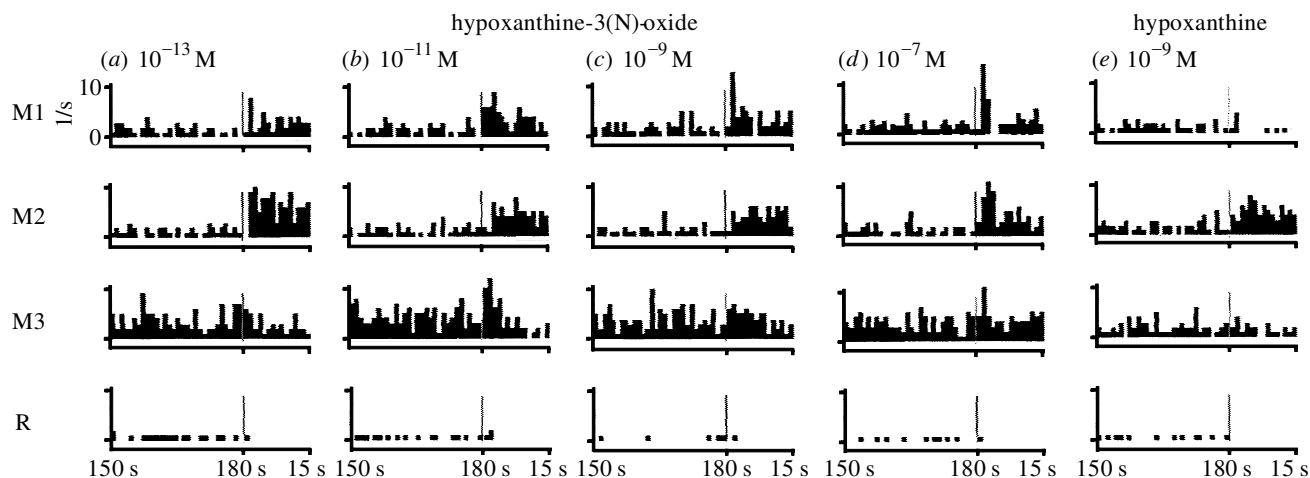 hypoxanthine-3(N)-oxide hypoxanthine
(a) 10⁻¹³ M (b) 10⁻¹¹ M (c) 10⁻⁹ M (d) 10⁻⁷ M (e) 10⁻⁹ M
10
M1
1/s
0
M2
M3
R
150 s 180 s 15 s 150 s 180 s 15 s 150 s 180 s 15 s 150 s 180 s 15 s 150 s 180 s 15 s